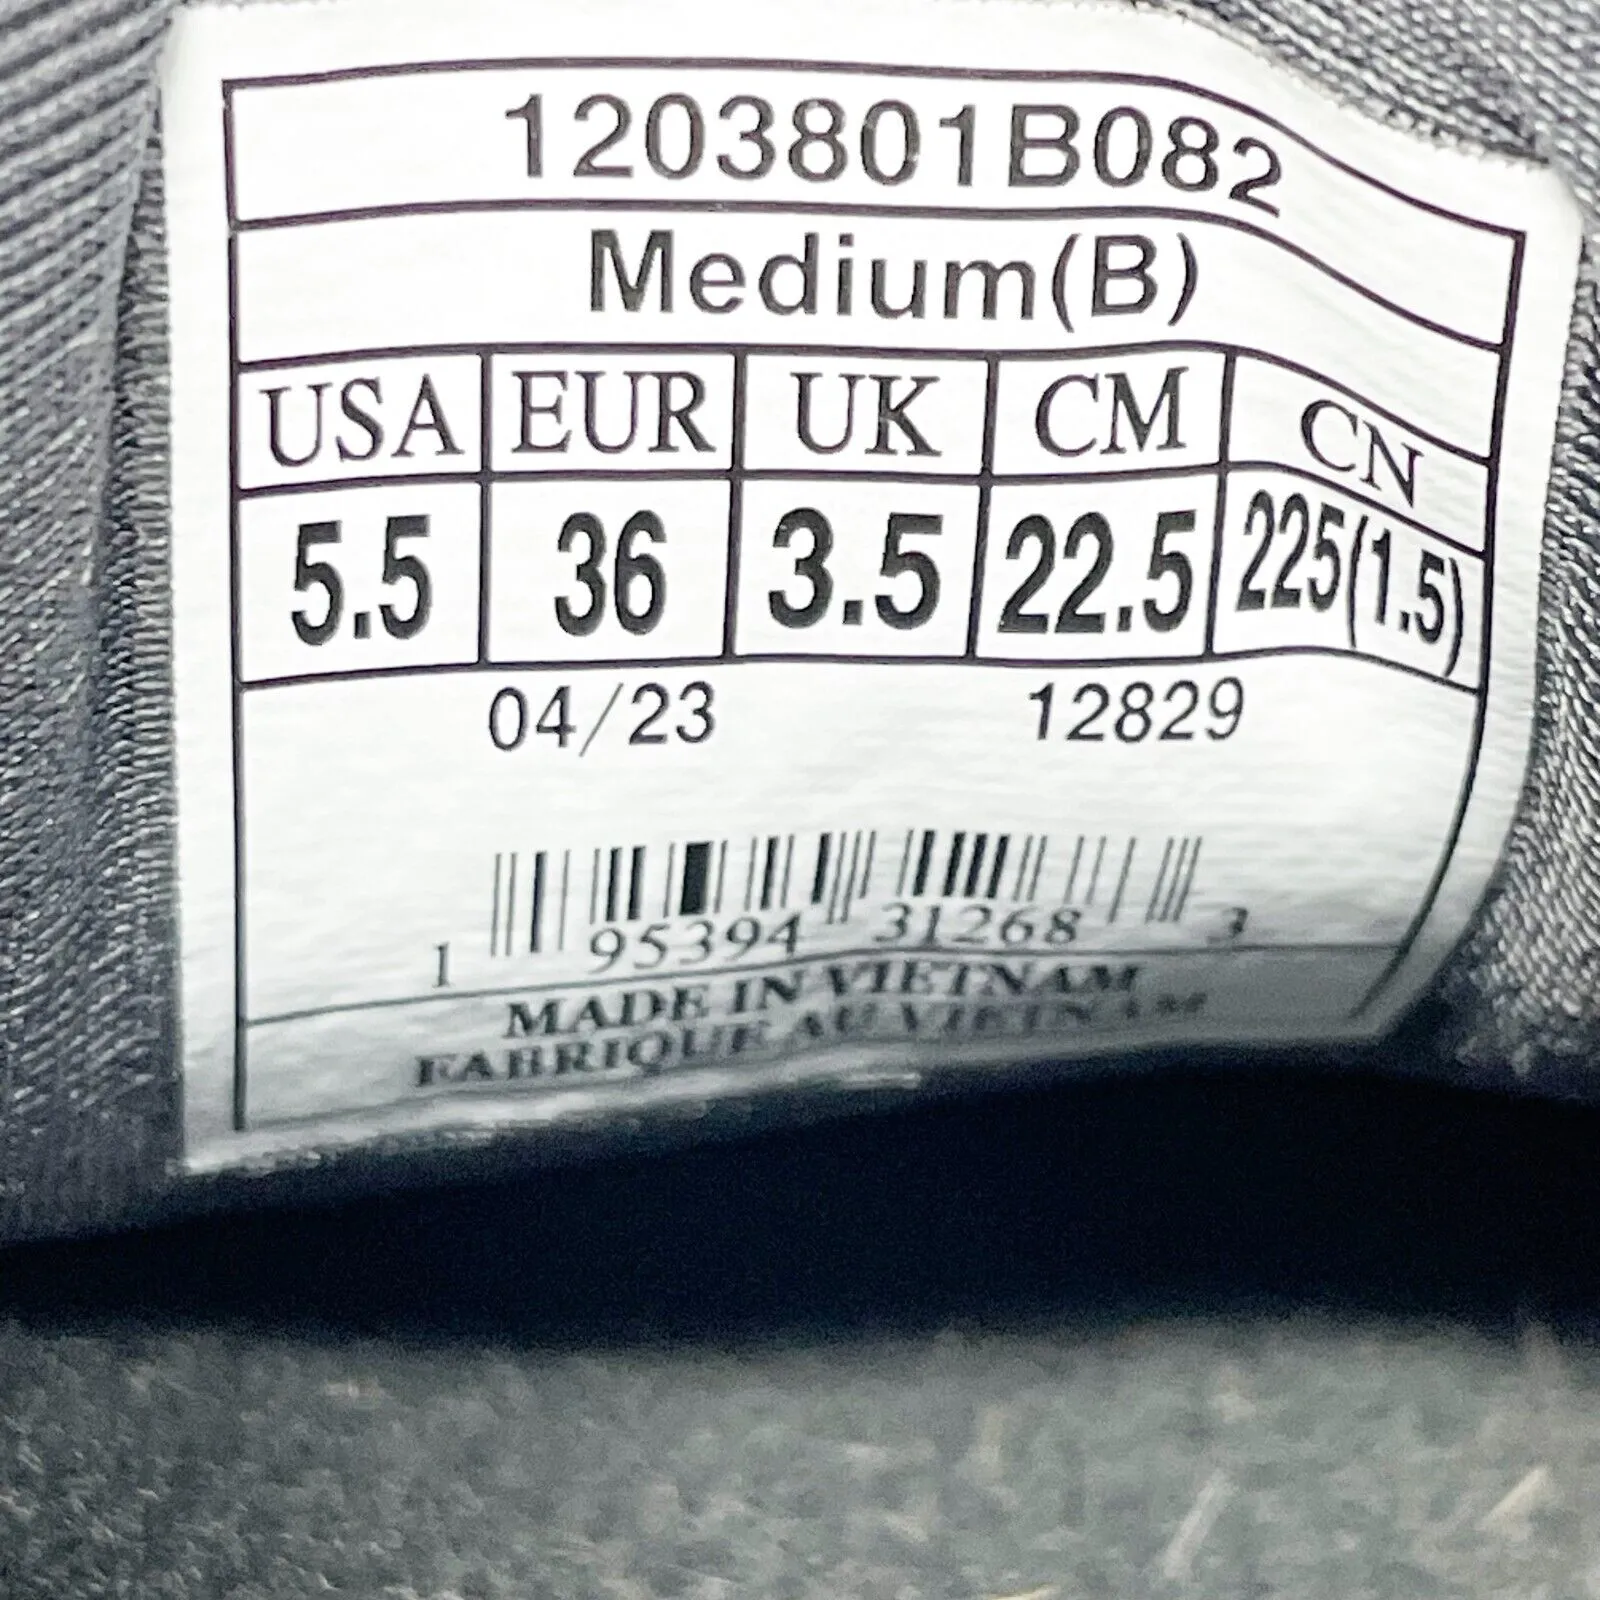 1203801B082
Medium(B)
USA EUR UK CM CN
5.5 36 3.5 22.5 225(1.5)
04/23 12829
1 95394 31268 3
MADE IN VIETNAM
FABRIQUE AU VIETNAM